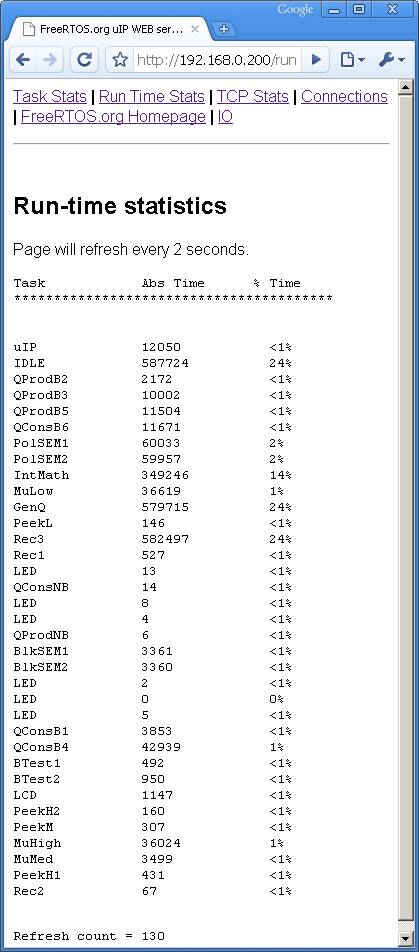 Google
FreeRTOS.org uIP WEB ser...
http://192.168.0.200/run
Task Stats | Run Time Stats | TCP Stats | Connections
| FreeRTOS.org Homepage | IO
Run-time statistics
Page will refresh every 2 seconds.
Task Abs Time % Time
****************************************
uIP 12050 <1%
IDLE 587724 24%
QProdB2 2172 <1%
QProdB3 10002 <1%
QProdB5 11504 <1%
QConsB6 11671 <1%
PolSEM1 60033 2%
PolSEM2 59957 2%
IntMath 349246 14%
MuLow 36619 1%
GenQ 579715 24%
PeekL 146 <1%
Rec3 582497 24%
Rec1 527 <1%
LED 13 <1%
QConsNB 14 <1%
LED 8 <1%
LED 4 <1%
QProdNB 6 <1%
BlkSEM1 3361 <1%
BlkSEM2 3360 <1%
LED 2 <1%
LED 0 0%
LED 5 <1%
QConsB1 3853 <1%
QConsB4 42939 1%
BTest1 492 <1%
BTest2 950 <1%
LCD 1147 <1%
PeekH2 160 <1%
PeekM 307 <1%
MuHigh 36024 1%
MuMed 3499 <1%
PeekH1 431 <1%
Rec2 67 <1%
Refresh count = 130